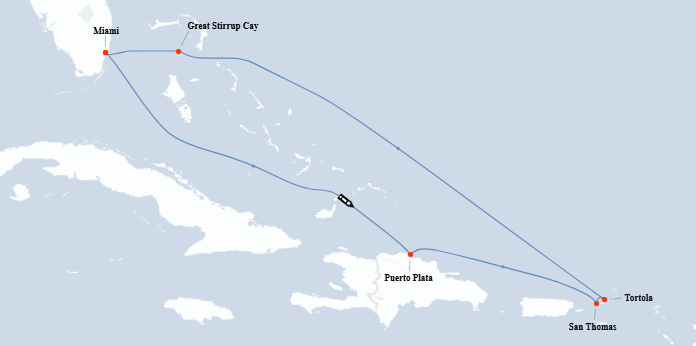 Great Stirrup Cay
Miami
Puerto Plata
Tortola
San Thomas